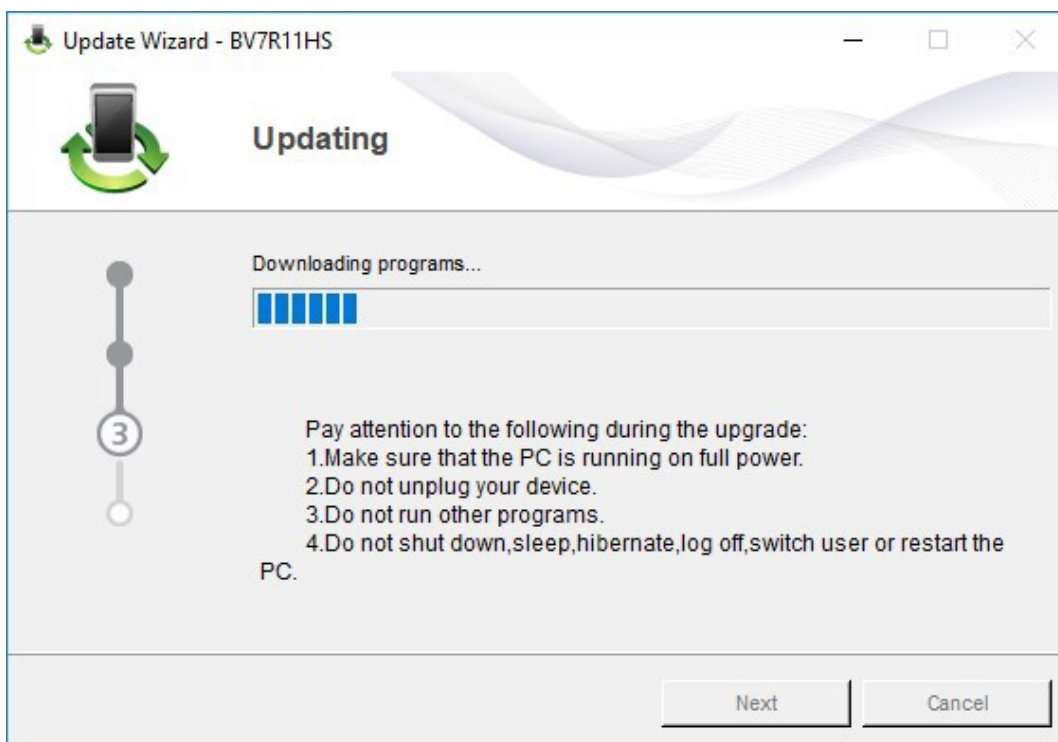 Update Wizard - BV7R11HS
Updating
Downloading programs...
3
Pay attention to the following during the upgrade:
1.Make sure that the PC is running on full power.
2.Do not unplug your device.
3.Do not run other programs.
4.Do not shut down,sleep,hibernate,log off,switch user or restart the
PC.
Next
Cancel